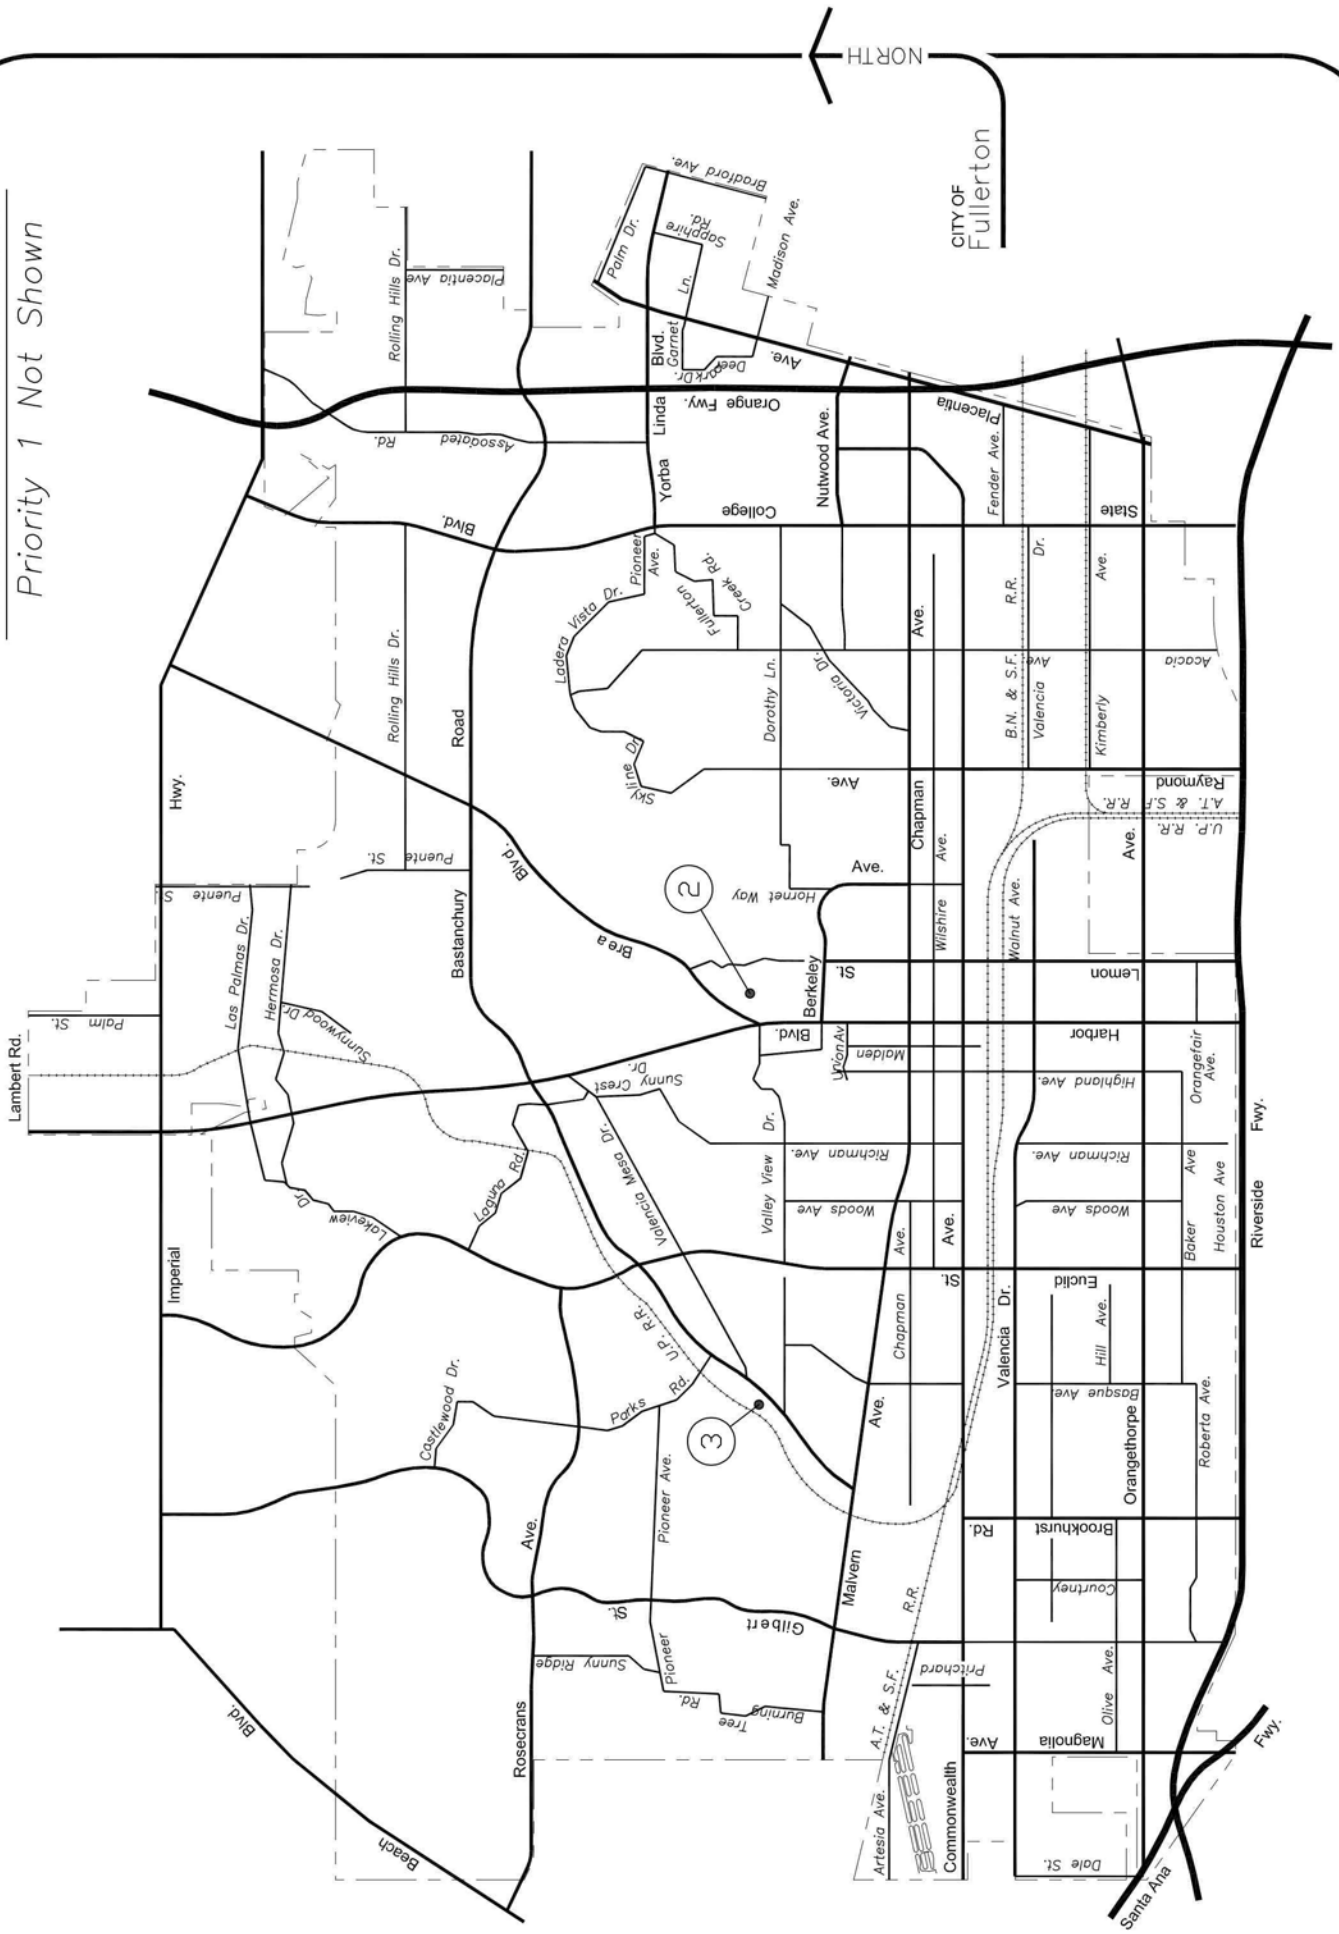 Priority 1 Not Shown
NORTH
CITY OF
Fullerton
Lambert Rd.
Palm St.
Puente S
Las Palmas Dr.
Hermosa Dr.
Sunnywood Dr.
Imperial
Hwy.
Lakeview
Dr
Rolling Hills Dr.
Rolling Hills Dr.
Placentia Ave
Associated
Rd.
Puente St.
Bastanchury
Road
Brea
Blvd.
Blvd.
Castlewood Dr.
Laguna Rd.
Sunny Crest
Dr.
Valencia Mesa Dr.
Parks
Rd.
U.P. R.R.
Beach
Blvd.
Rosecrans
Ave.
Sunny Ridge
Pioneer
Rd.
Burning
Tree
Pioneer Ave.
Gilbert
St.
Ladera Vista Dr.
Pioneer
Ave.
Skyline Dr
Fullerton
Creek Rd.
Yorba
Linda
Blvd.
Palm Dr.
Bradford Ave.
Sapphire
Rd.
Garnet
Ln.
Deer
Park Dr.
Madison Ave.
Orange Fwy.
Placentia
Ave.
College
State
Dorothy Ln.
Victoria Dr.
Nutwood Ave.
2
3
Hornet Way
Berkeley
Ave.
Valley View Dr.
Union Av
Malden
Blvd.
Harbor
Lemon
St.
Highland Ave.
Richman Ave.
Richman Ave.
Woods Ave
Woods Ave
Euclid
St.
Malvern
Ave.
Chapman
Ave.
Chapman
Ave.
Wilshire
Ave.
Commonwealth
Ave.
Artesia Ave.
A.T. & S.F.
R.R.
Pritchard
Magnolia
Ave.
Dale St.
Olive Ave.
Courtney
Brookhurst
Rd.
Basque Ave.
Hill Ave.
Valencia Dr.
Orangethorpe
Ave.
Roberta Ave.
Baker Ave
Houston Ave
Orangefair
Ave.
Walnut Ave.
U.P. R.R.
A.T. & S.F. R.R.
Raymond
Ave.
Acacia
Ave
B.N. & S.F. R.R.
Valencia
Dr.
Kimberly
Ave.
Fender Ave.
Riverside
Fwy.
Santa Ana
Fwy.